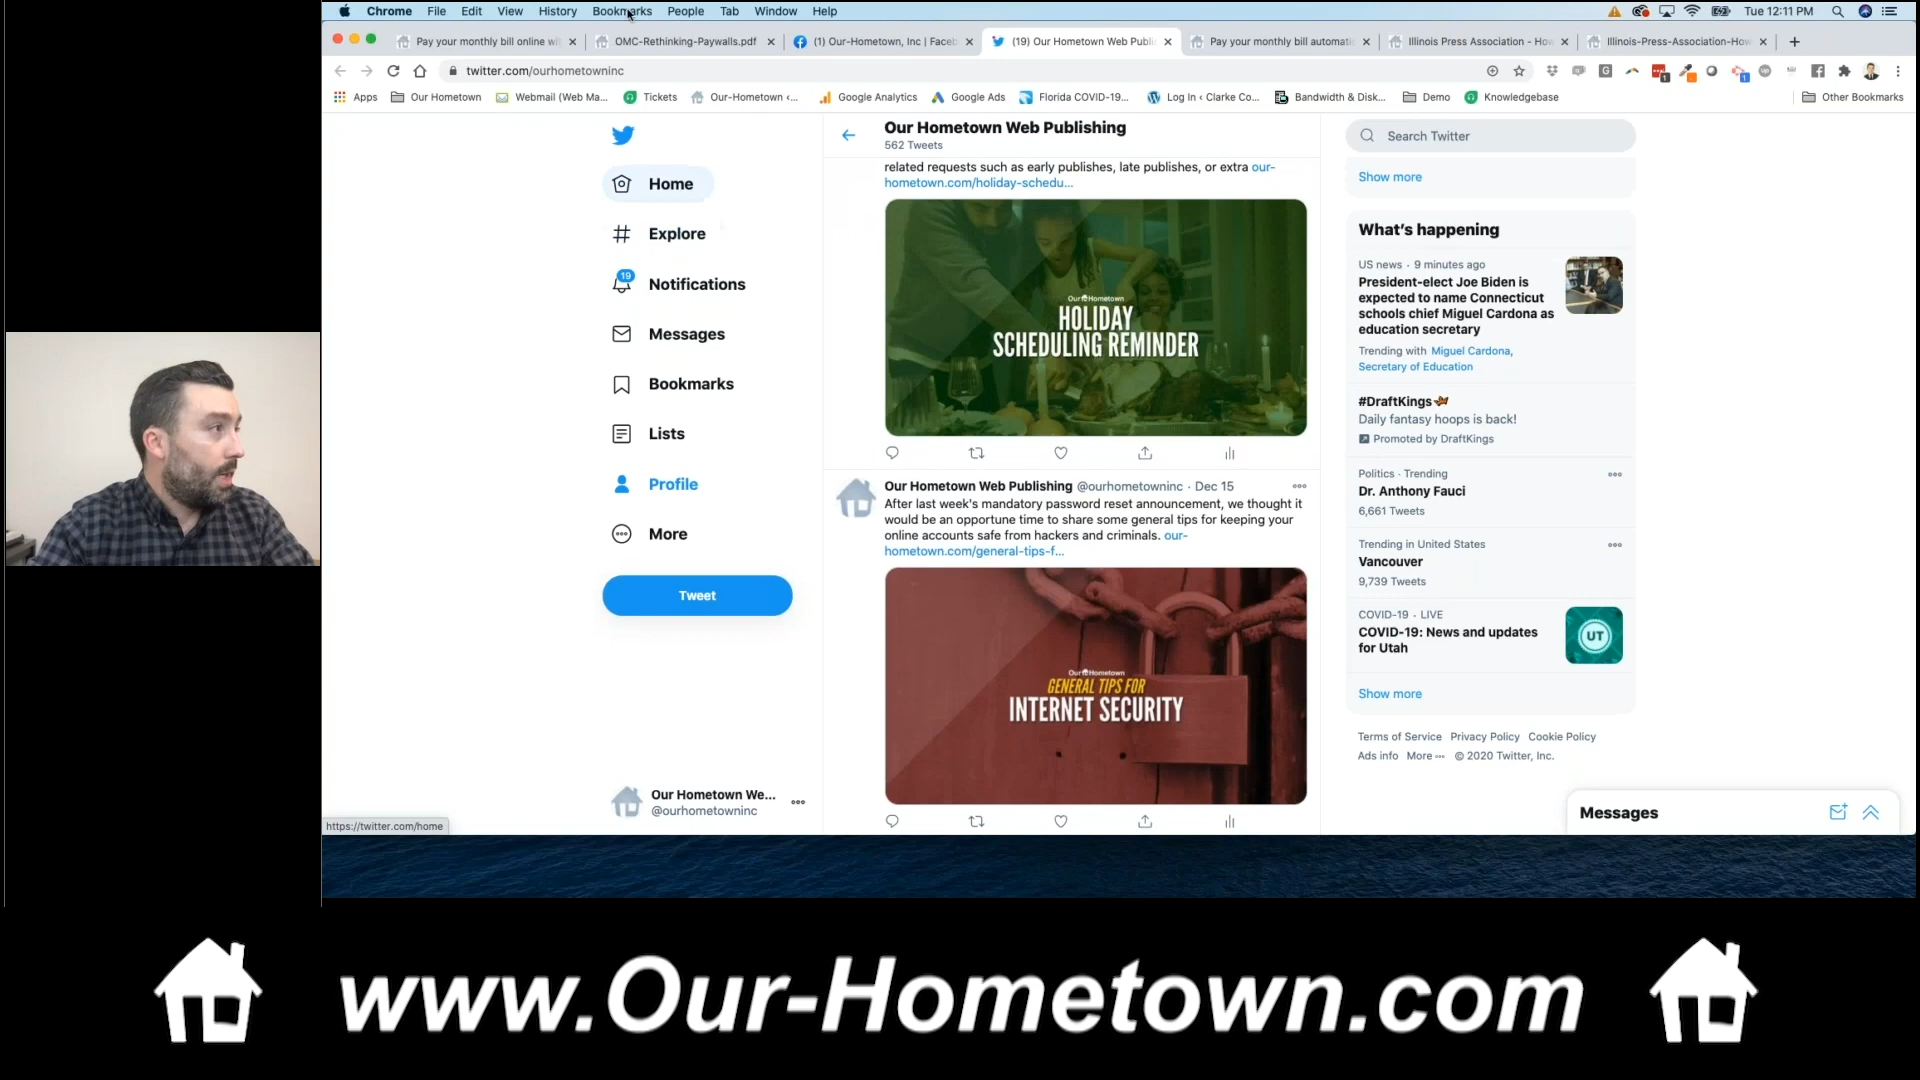 Chrome File Edit View History Bookmarks People Tab Window Help
Tue 12:11 PM
Pay your monthly bill online wi
OMC-Rethinking-Paywalls.pdf
(1) Our-Hometown, Inc | Faceb
(19) Our Hometown Web Publi
Pay your monthly bill automati
Illinois Press Association - How
Illinois-Press-Association-How
twitter.com/ourhometowninc
Apps Our Hometown Webmail (Web Ma... Tickets Our-Hometown <... Google Analytics Google Ads Florida COVID-19... Log In ‹ Clarke Co... Bandwidth & Disk... Demo Knowledgebase Other Bookmarks
Home
Explore
19
Notifications
Messages
Bookmarks
Lists
Profile
More
Tweet
Our Hometown We...
@ourhometowninc
https://twitter.com/home
Our Hometown Web Publishing
562 Tweets
related requests such as early publishes, late publishes, or extra our-
hometown.com/holiday-schedu...
Our Hometown
HOLIDAY
SCHEDULING REMINDER
Our Hometown Web Publishing @ourhometowninc · Dec 15
After last week's mandatory password reset announcement, we thought it
would be an opportune time to share some general tips for keeping your
online accounts safe from hackers and criminals. our-
hometown.com/general-tips-f...
Our Hometown
GENERAL TIPS FOR
INTERNET SECURITY
Search Twitter
Show more
What's happening
US news · 9 minutes ago
President-elect Joe Biden is
expected to name Connecticut
schools chief Miguel Cardona as
education secretary
Trending with Miguel Cardona,
Secretary of Education
#DraftKings
Daily fantasy hoops is back!
Promoted by DraftKings
Politics · Trending
Dr. Anthony Fauci
6,661 Tweets
Trending in United States
Vancouver
9,739 Tweets
COVID-19 · LIVE
COVID-19: News and updates
for Utah
UT
Show more
Terms of Service Privacy Policy Cookie Policy
Ads info More ··· © 2020 Twitter, Inc.
Messages
www.Our-Hometown.com